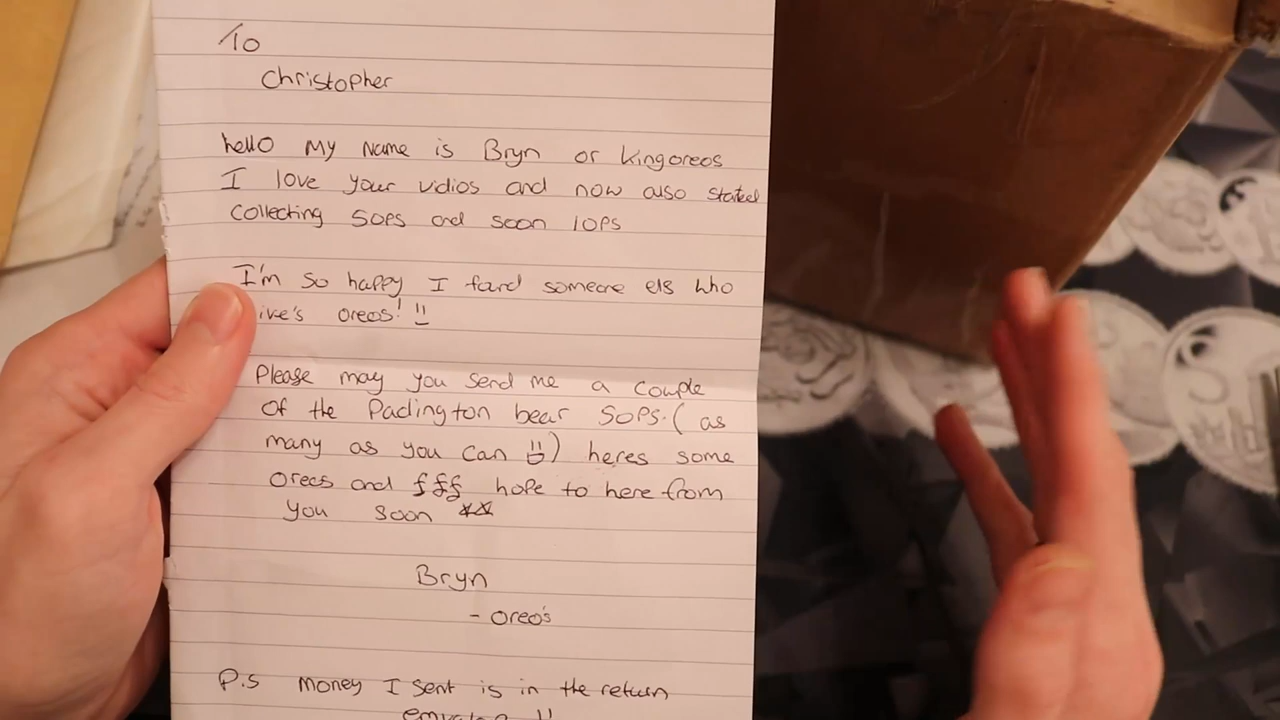 To
Christopher
hello my name is Bryn or kingoreos
I love your vidios and now also stated
collecting 50Ps and soon 10Ps
I'm so happy I fand someone els who
ive's oreos! !!
Please may you send me a couple
of the Padington bear 50Ps. (as
many as you can !!) heres some
oreos and £££ hope to here from
you soon
Bryn
- oreo's
P.S money I sent is in the return